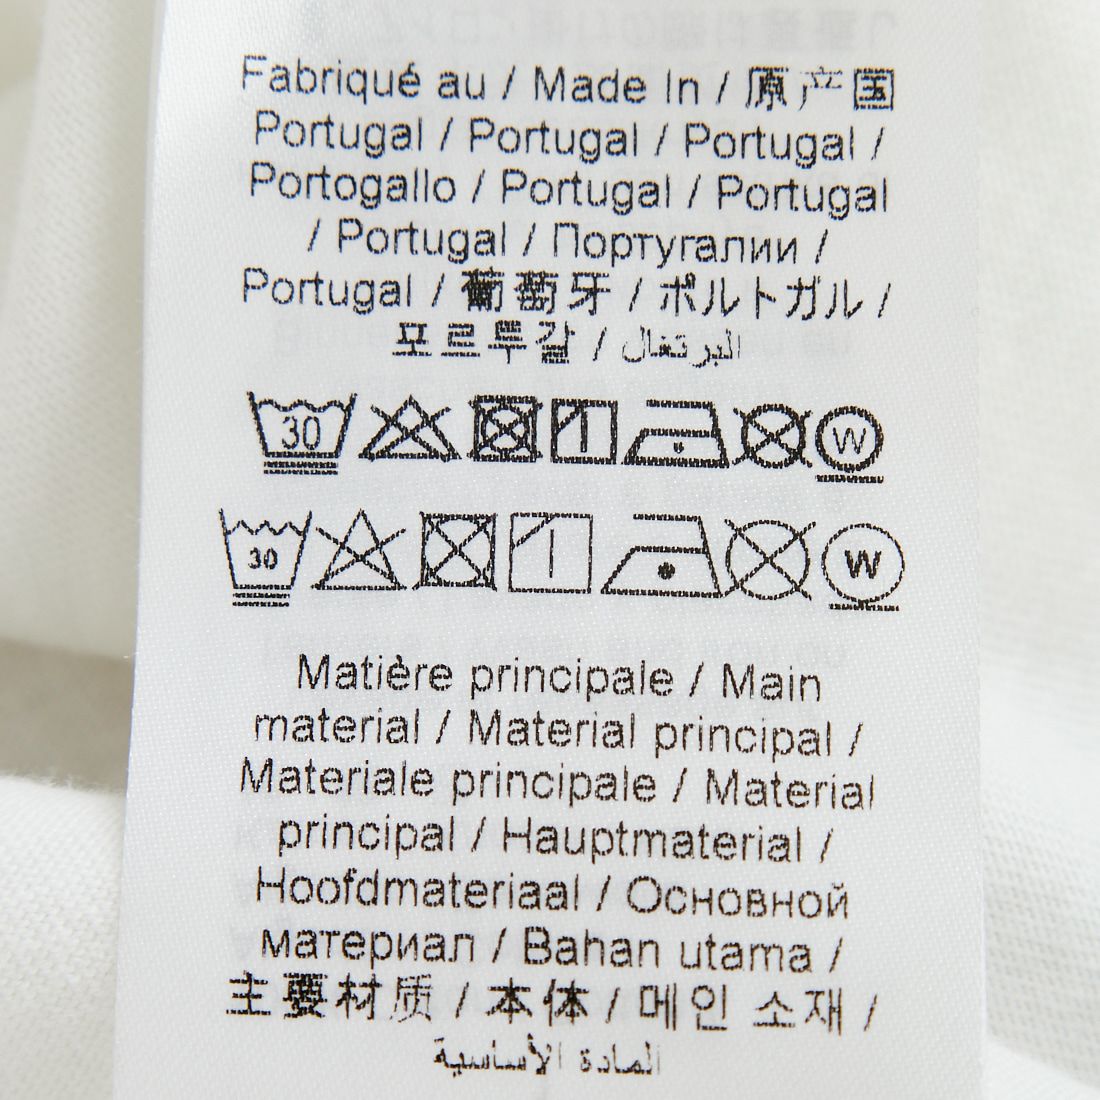 Fabriqué au / Made In / 原产国
Portugal / Portugal / Portugal /
Portogallo / Portugal / Portugal
/ Portugal / Португалии /
Portugal / 葡萄牙 / ポルトガル /
포르투갈 / البرتغال
30 W
30 W
Matière principale / Main
material / Material principal /
Materiale principale / Material
principal / Hauptmaterial /
Hoofdmateriaal / Основной
материал / Bahan utama /
主要材质 / 本体 / 메인 소재 /
المادة الأساسية